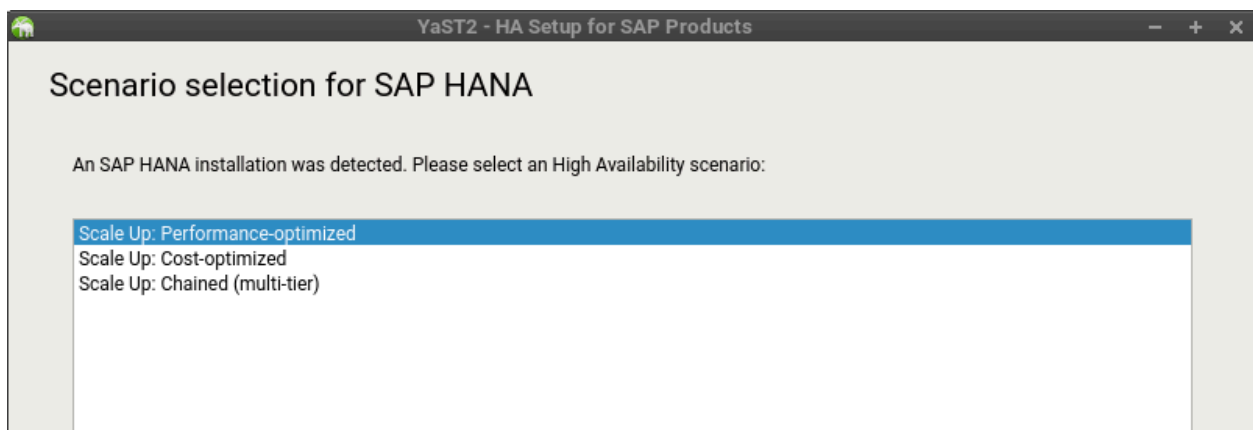 YaST2 - HA Setup for SAP Products
Scenario selection for SAP HANA
An SAP HANA installation was detected. Please select an High Availability scenario:
Scale Up: Performance-optimized
Scale Up: Cost-optimized
Scale Up: Chained (multi-tier)